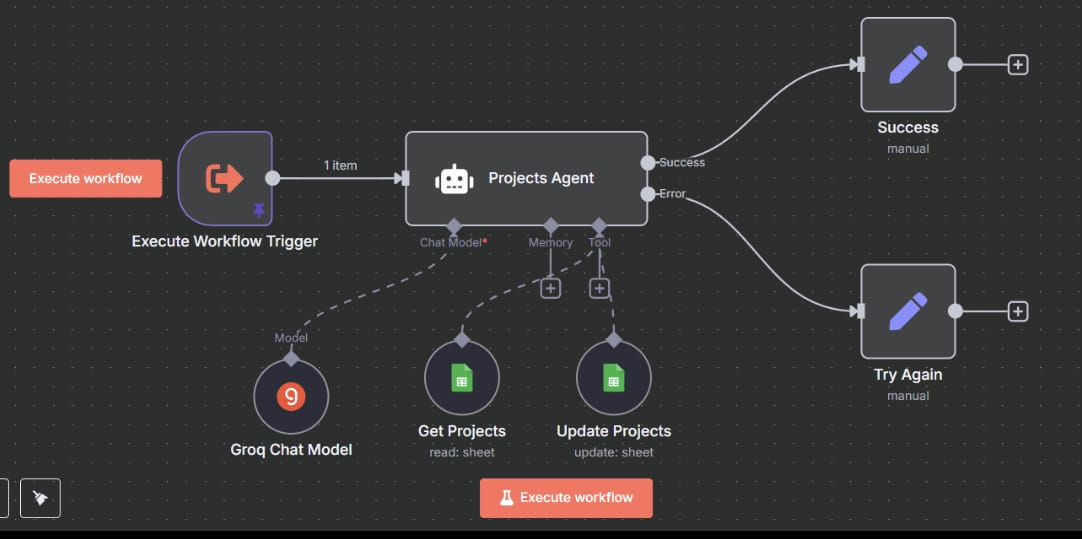 Success
manual
Execute workflow
1 item
Projects Agent
Success
Error
Execute Workflow Trigger
Chat Model*
Memory
Tool
Model
Try Again
manual
Groq Chat Model
Get Projects
read: sheet
Update Projects
update: sheet
Execute workflow